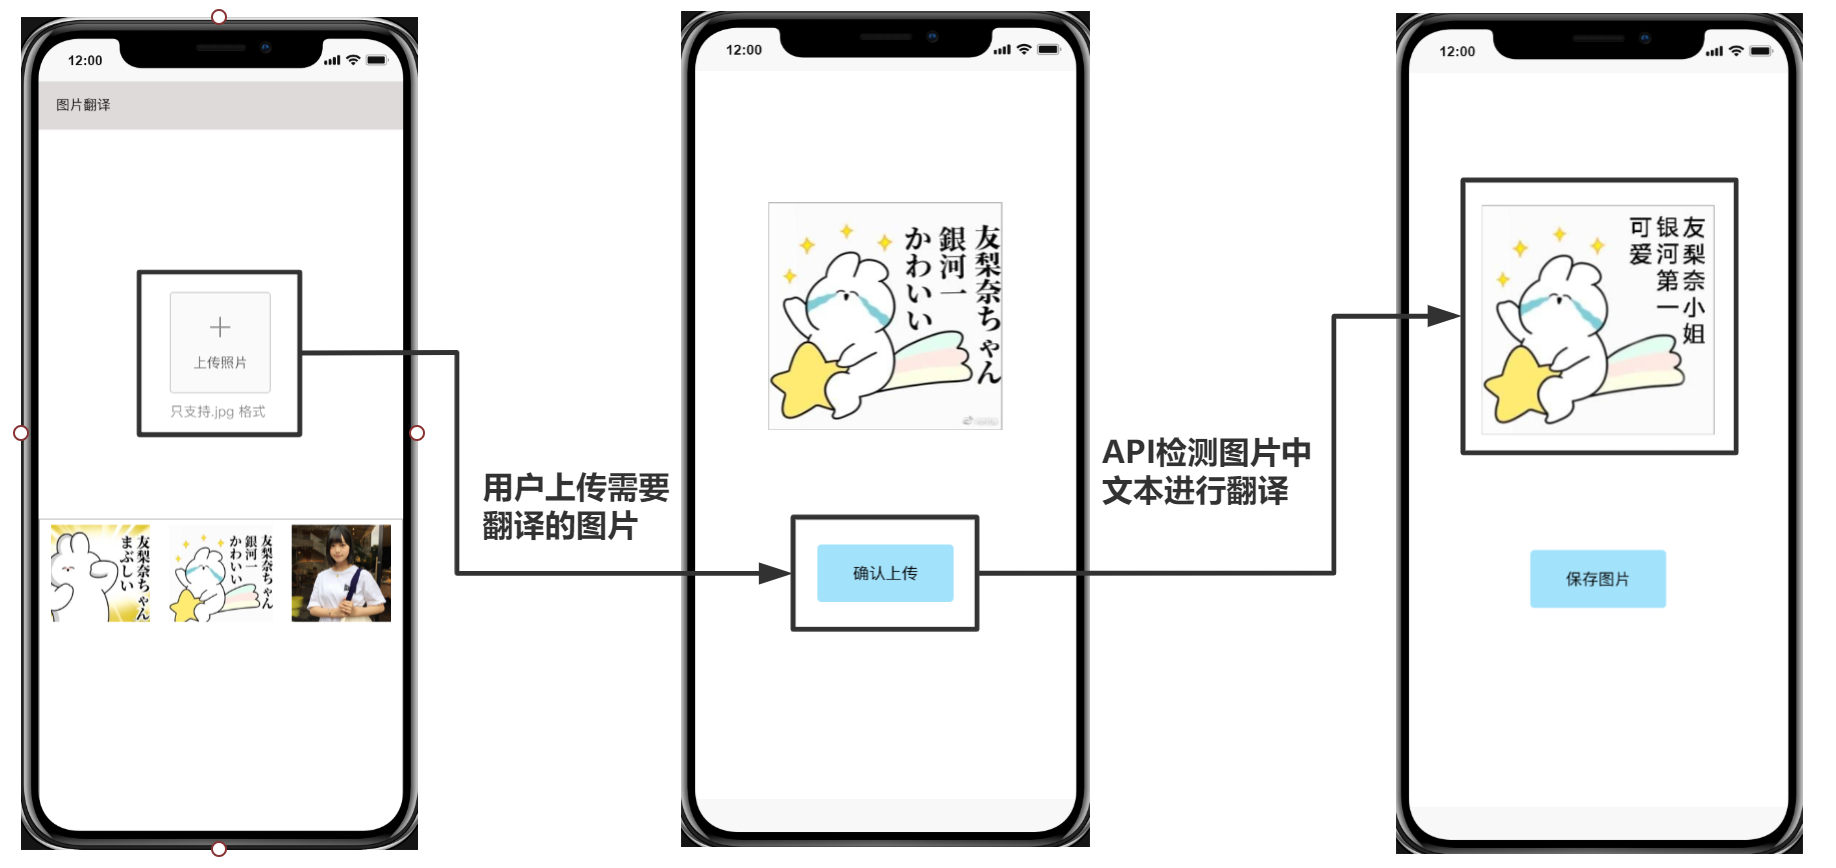 12:00
图片翻译
上传照片
只支持.jpg 格式
友梨奈ちゃん
まぶしい
友梨奈ちゃん
銀河一
かわいい
用户上传需要
翻译的图片
12:00
友梨奈ちゃん
銀河一
かわいい
确认上传
API检测图片中
文本进行翻译
12:00
友梨奈小姐
银河第一
可爱
保存图片